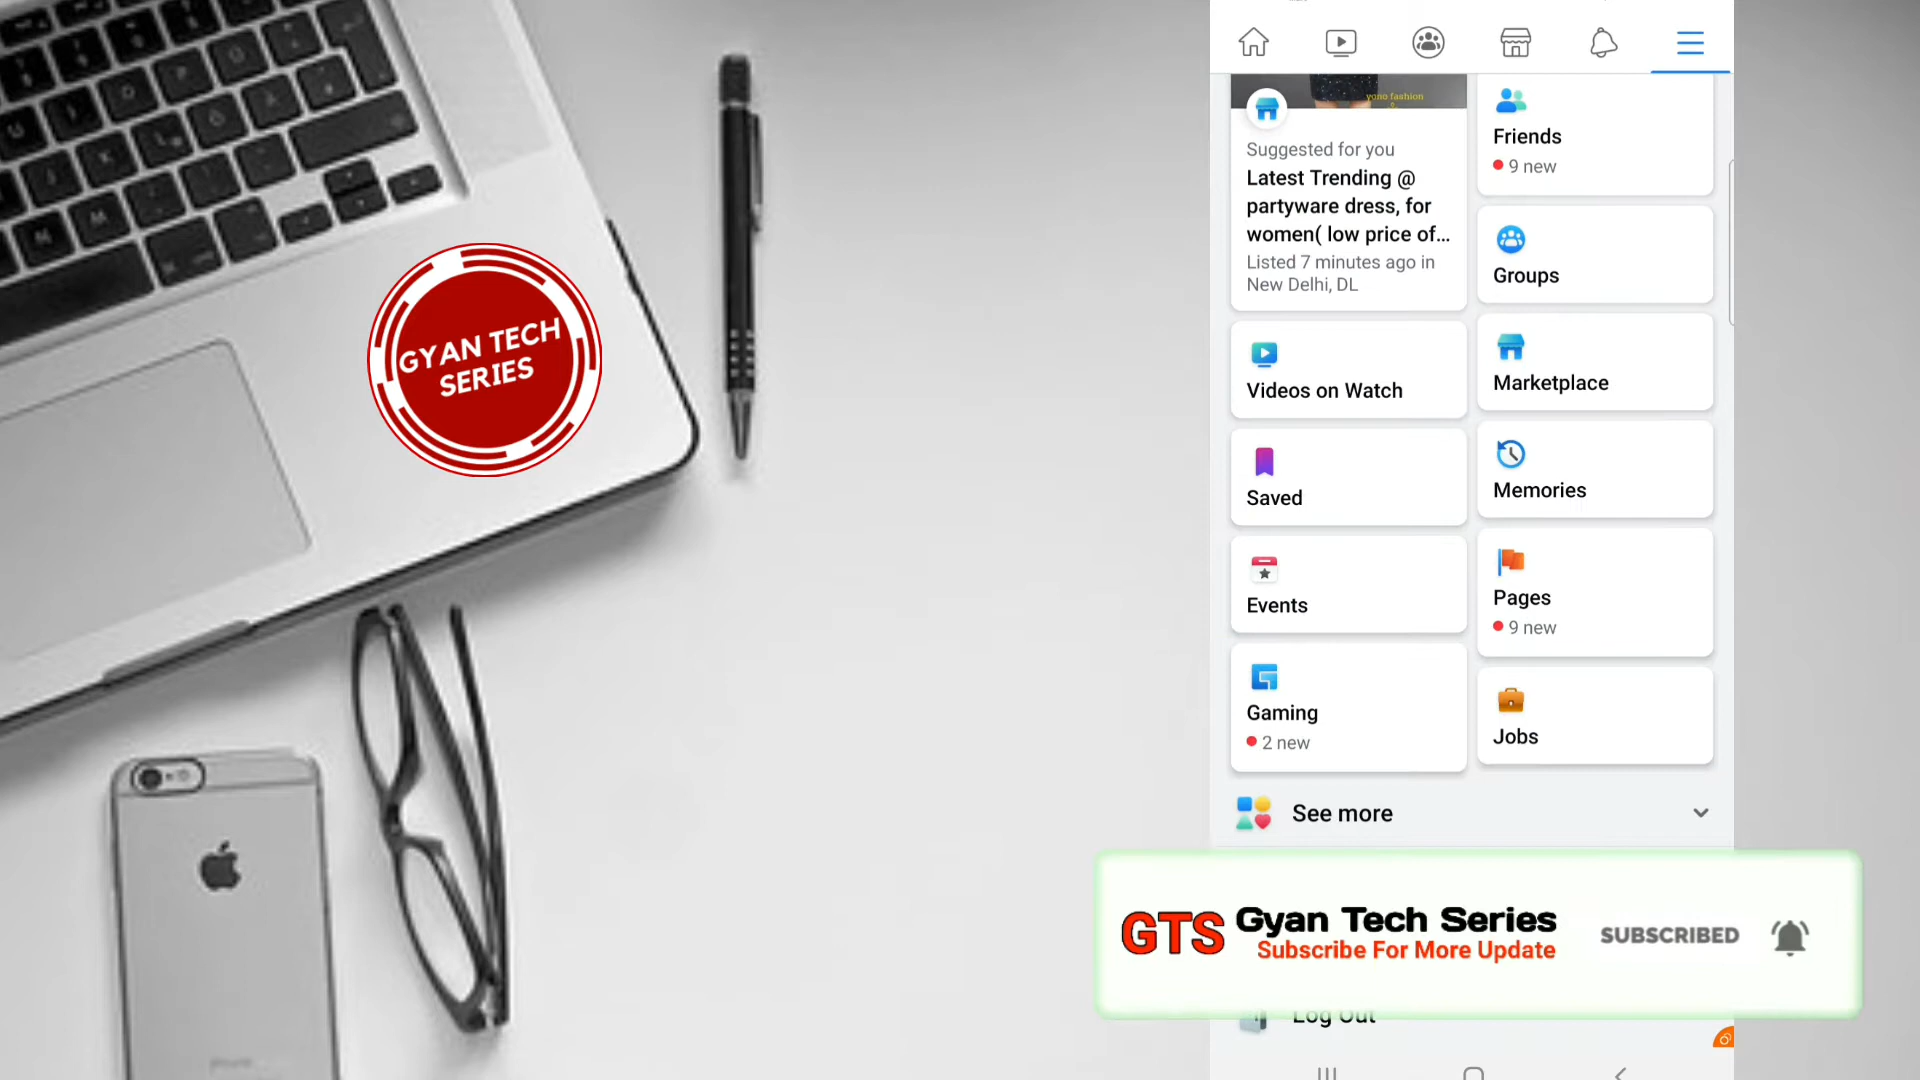 GYAN TECH
SERIES
yono fashion
Suggested for you
Latest Trending @
partyware dress, for
women( low price of...
Listed 7 minutes ago in
New Delhi, DL
Videos on Watch
Saved
Events
Gaming
2 new
Friends
9 new
Groups
Marketplace
Memories
Pages
9 new
Jobs
See more
GTS Gyan Tech Series
Subscribe For More Update
SUBSCRIBED
Log Out